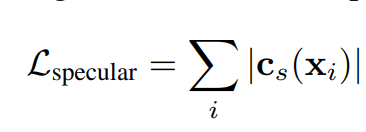 ℒ_specular = ∑_i |𝐜_s(𝐱_i)|